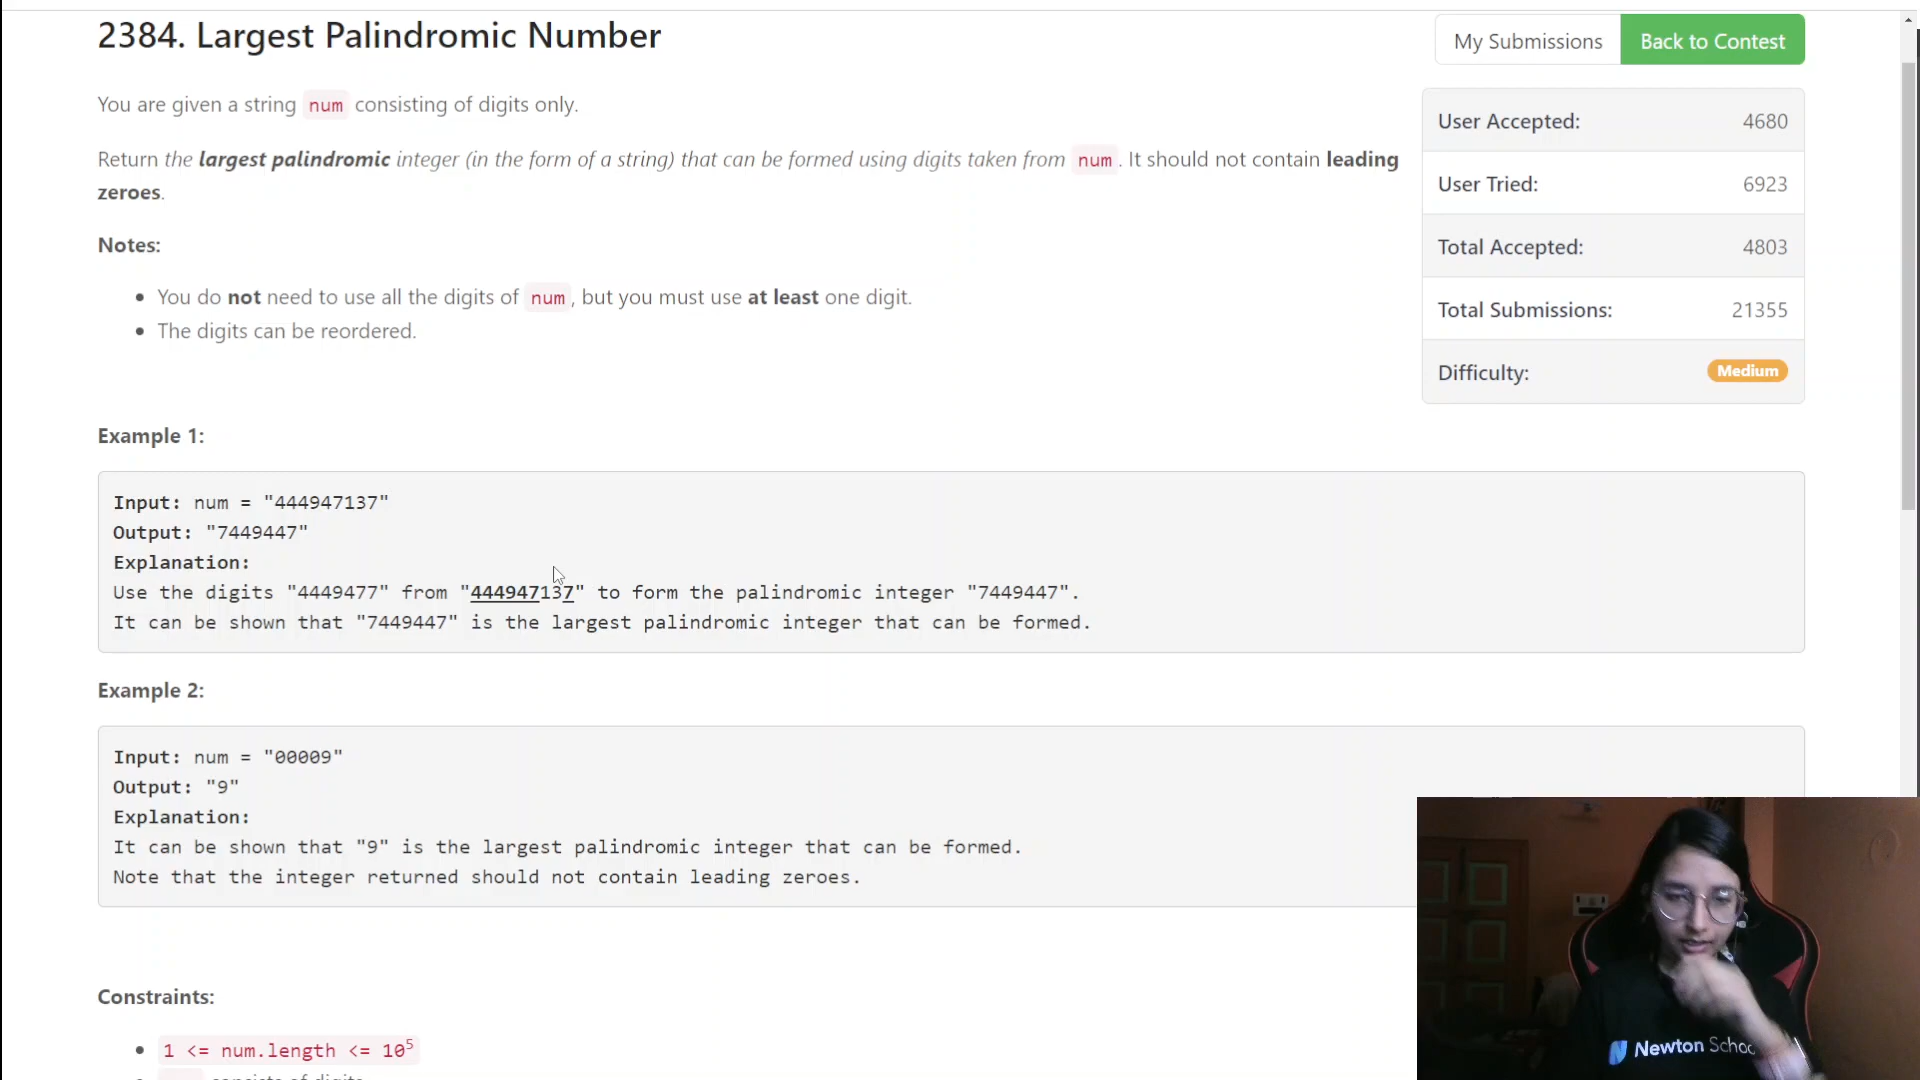 2384. Largest Palindromic Number
My Submissions
Back to Contest
You are given a string num consisting of digits only.
Return the largest palindromic integer (in the form of a string) that can be formed using digits taken from num. It should not contain leading
zeroes.
Notes:
• You do not need to use all the digits of num, but you must use at least one digit.
• The digits can be reordered.
User Accepted: 4680
User Tried: 6923
Total Accepted: 4803
Total Submissions: 21355
Difficulty: Medium
Example 1:
Input: num = "444947137"
Output: "7449447"
Explanation:
Use the digits "4449477" from "444947137" to form the palindromic integer "7449447".
It can be shown that "7449447" is the largest palindromic integer that can be formed.
Example 2:
Input: num = "00009"
Output: "9"
Explanation:
It can be shown that "9" is the largest palindromic integer that can be formed.
Note that the integer returned should not contain leading zeroes.
Constraints:
• 1 <= num.length <= 10⁵
consists of digits
Newton Schoo